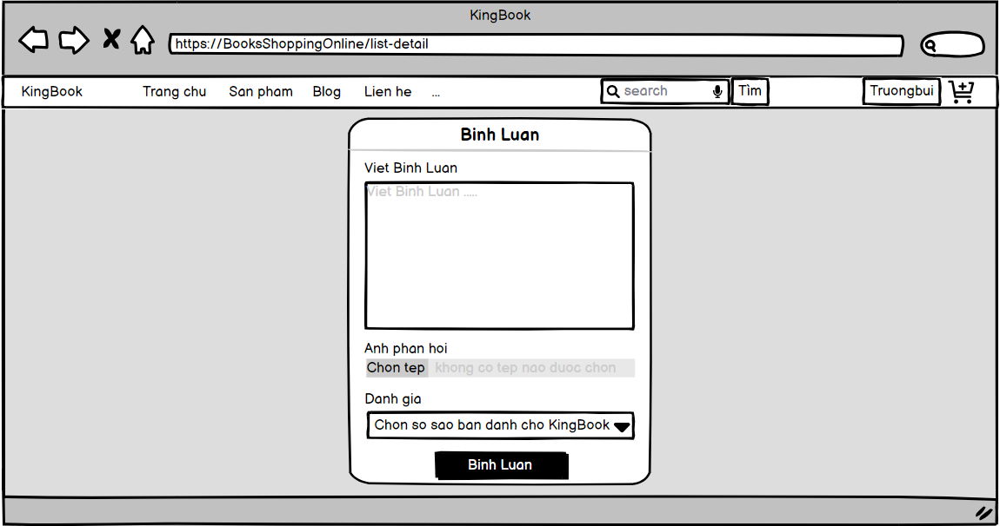 KingBook
https://BooksShoppingOnline/list-detail
KingBook Trang chu San pham Blog Lien he ... search Tìm Truongbui
Binh Luan
Viet Binh Luan
Viet Binh Luan .....
Anh phan hoi
Chon tep khong co tep nao duoc chon
Danh gia
Chon so sao ban danh cho KingBook
Binh Luan